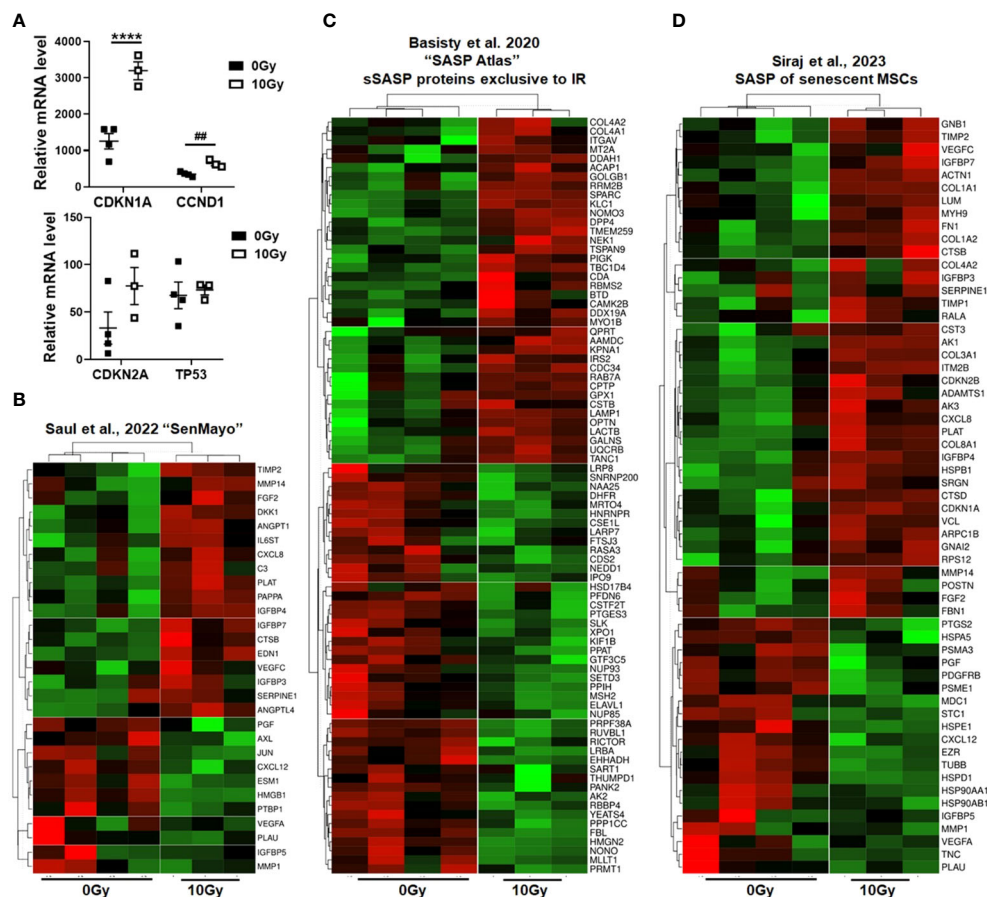 A
****
Relative mRNA level
4000
3000
2000
1000
0
##
0Gy
10Gy
CDKN1A CCND1
Relative mRNA level
150
100
50
0
0Gy
10Gy
CDKN2A TP53
B
Saul et al., 2022 “SenMayo”
TIMP2
MMP14
FGF2
DKK1
ANGPT1
IL6ST
CXCL8
C3
PLAT
PAPPA
IGFBP4
IGFBP7
CTSB
EDN1
VEGFC
IGFBP3
SERPINE1
ANGPTL4
PGF
AXL
JUN
CXCL12
ESM1
HMGB1
PTBP1
VEGFA
PLAU
IGFBP5
MMP1
0Gy 10Gy
C
Basisty et al. 2020
“SASP Atlas”
sSASP proteins exclusive to IR
COL4A2
COL4A1
ITGAV
MT2A
DDAH1
ACAP1
GOLGB1
RRM2B
SPARC
KLC1
NOMO3
DPP4
TMEM259
NEK1
TSPAN9
PIGK
TBC1D4
CDA
RBMS2
BTD
CAMK2B
DDX19A
MYO1B
QPRT
AAMDC
KPNA1
IRS2
CDC34
RAB7A
CPTP
GPX1
CSTB
LAMP1
OPTN
LACTB
GALNS
UQCRB
TANC1
LRP8
SNRNP200
NAA25
DHFR
MRTO4
HNRNPR
CSE1L
LARP7
FTSJ3
RASA3
CDS2
NEDD1
IPO9
HSD17B4
PFDN6
CSTF2T
PTGES3
SLK
XPO1
KIF1B
PPAT
GTF3C5
NUP93
SETD3
PPIH
MSH2
ELAVL1
NUP85
PRPF38A
RUVBL1
RICTOR
LRBA
EHHADH
SART1
THUMPD1
PANK2
AK2
RBBP4
YEATS4
PPP1CC
FBL
HMGN2
NONO
MLLT1
PRMT1
0Gy 10Gy
D
Siraj et al., 2023
SASP of senescent MSCs
GNB1
TIMP2
VEGFC
IGFBP7
ACTN1
COL1A1
LUM
MYH9
FN1
COL1A2
CTSB
COL4A2
IGFBP3
SERPINE1
TIMP1
RALA
CST3
AK1
COL3A1
ITM2B
CDKN2B
ADAMTS1
AK3
CXCL8
PLAT
COL8A1
IGFBP4
HSPB1
SRGN
CTSD
CDKN1A
VCL
ARPC1B
GNAI2
RPS12
MMP14
POSTN
FGF2
FBN1
PTGS2
HSPA5
PSMA3
PGF
PDGFRB
PSME1
MDC1
STC1
HSPE1
CXCL12
EZR
TUBB
HSPD1
HSP90AA1
HSP90AB1
IGFBP5
MMP1
VEGFA
TNC
PLAU
0Gy 10Gy